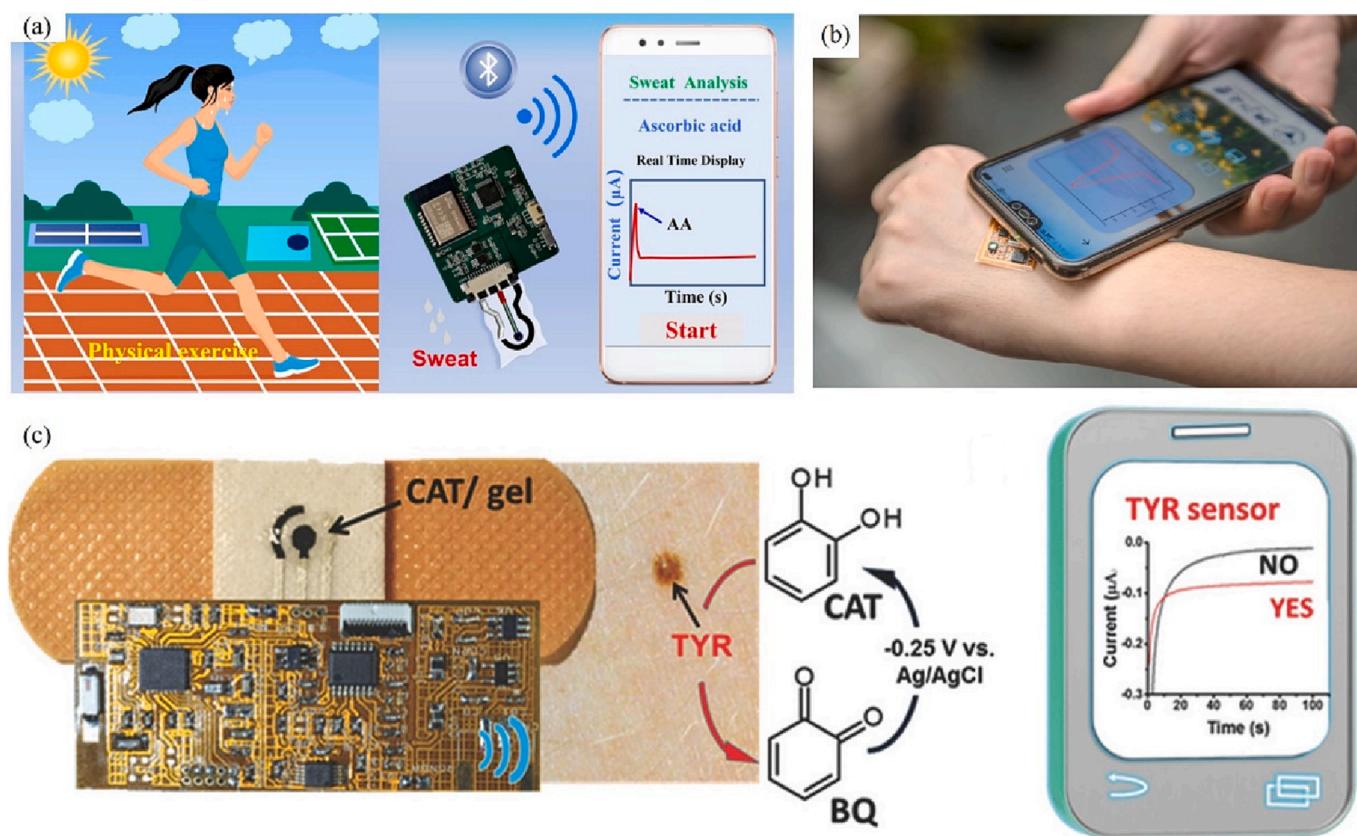 (a)
Physical exercise
Sweat
Sweat Analysis
Ascorbic acid
Real Time Display
Current (µA)
AA
Time (s)
Start
(b)
(c)
CAT/ gel
TYR
OH
OH
CAT
-0.25 V vs.
Ag/AgCl
O
O
BQ
TYR sensor
0.0
-0.1
-0.2
-0.3
Current (µA)
NO
YES
0 20 40 60 80 100
Time (s)